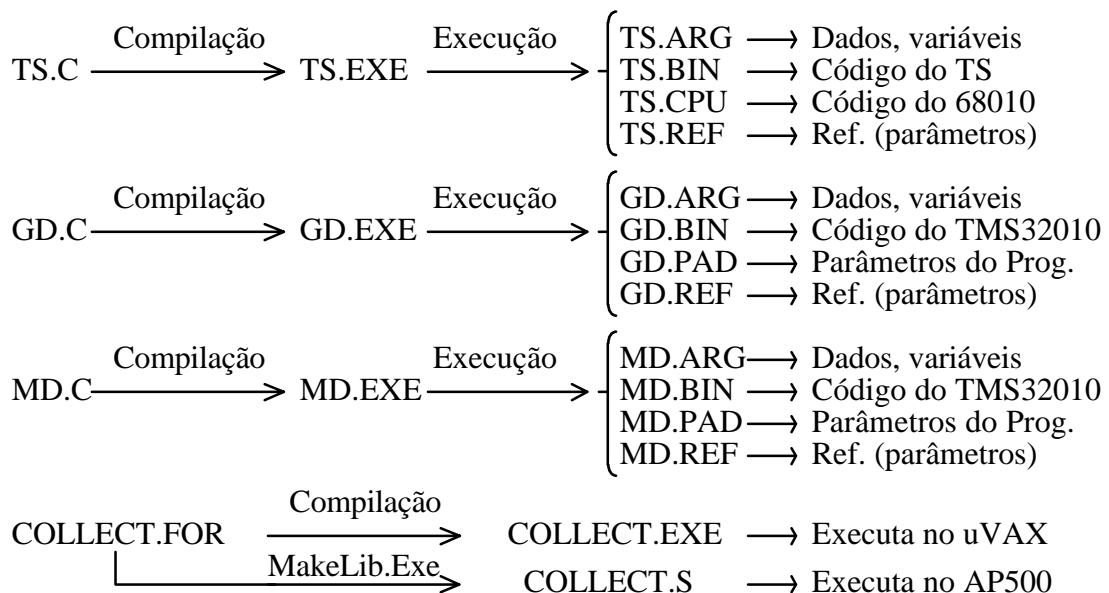 Compilação Execução TS.ARG Dados, variáveis
TS.C TS.EXE TS.BIN Código do TS
TS.CPU Código do 68010
TS.REF Ref. (parâmetros)
Compilação Execução GD.ARG Dados, variáveis
GD.C GD.EXE GD.BIN Código do TMS32010
GD.PAD Parâmetros do Prog.
GD.REF Ref. (parâmetros)
Compilação Execução MD.ARG Dados, variáveis
MD.C MD.EXE MD.BIN Código do TMS32010
MD.PAD Parâmetros do Prog.
MD.REF Ref. (parâmetros)
Compilação
COLLECT.FOR COLLECT.EXE Executa no uVAX
MakeLib.Exe
COLLECT.S Executa no AP500